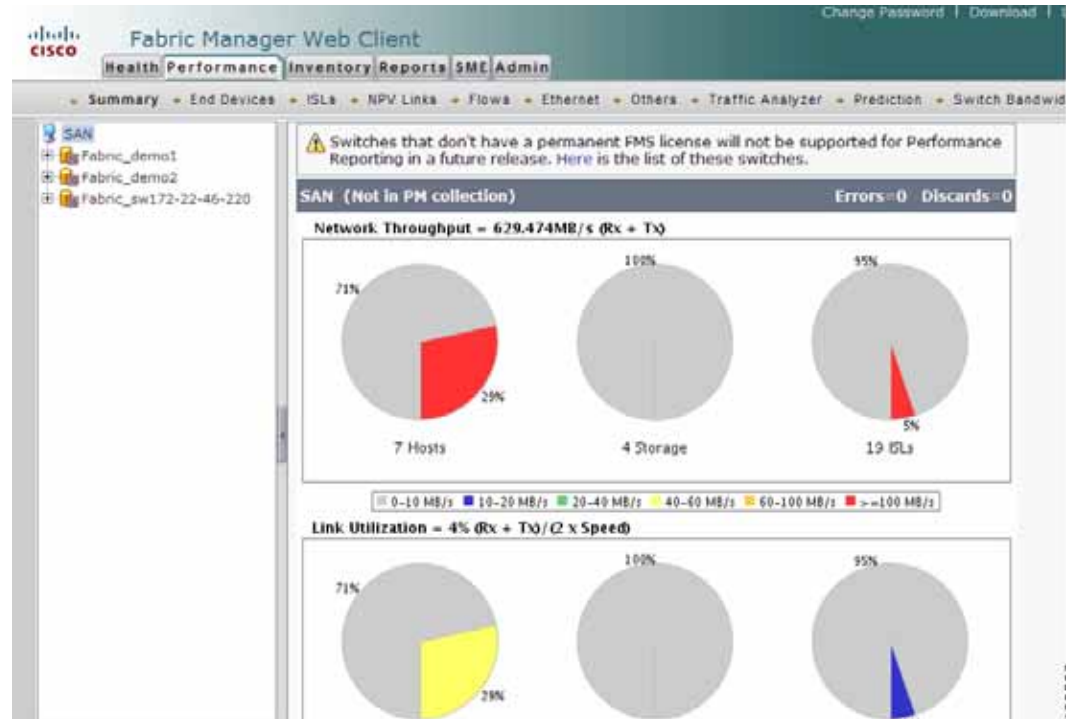 Change Password | Download |
CISCO
Fabric Manager Web Client
Health Performance Inventory Reports SME Admin
Summary End Devices ISLs NPV Links Flows Ethernet Others Traffic Analyzer Prediction Switch Bandwid
SAN
Fabric_demo1
Fabric_demo2
Fabric_sw172-22-46-220
Switches that don't have a permanent FMS license will not be supported for Performance
Reporting in a future release. Here is the list of these switches.
SAN (Not in PM collection) Errors=0 Discards=0
Network Throughput = 629.474MB/s (Rx + Tx)
71% 100% 95%
29% 5%
7 Hosts 4 Storage 19 ISLs
0-10 MB/s 10-20 MB/s 20-40 MB/s 40-60 MB/s 60-100 MB/s >=100 MB/s
Link Utilization = 4% (Rx + Tx)/(2 x Speed)
71% 100% 95%
29%